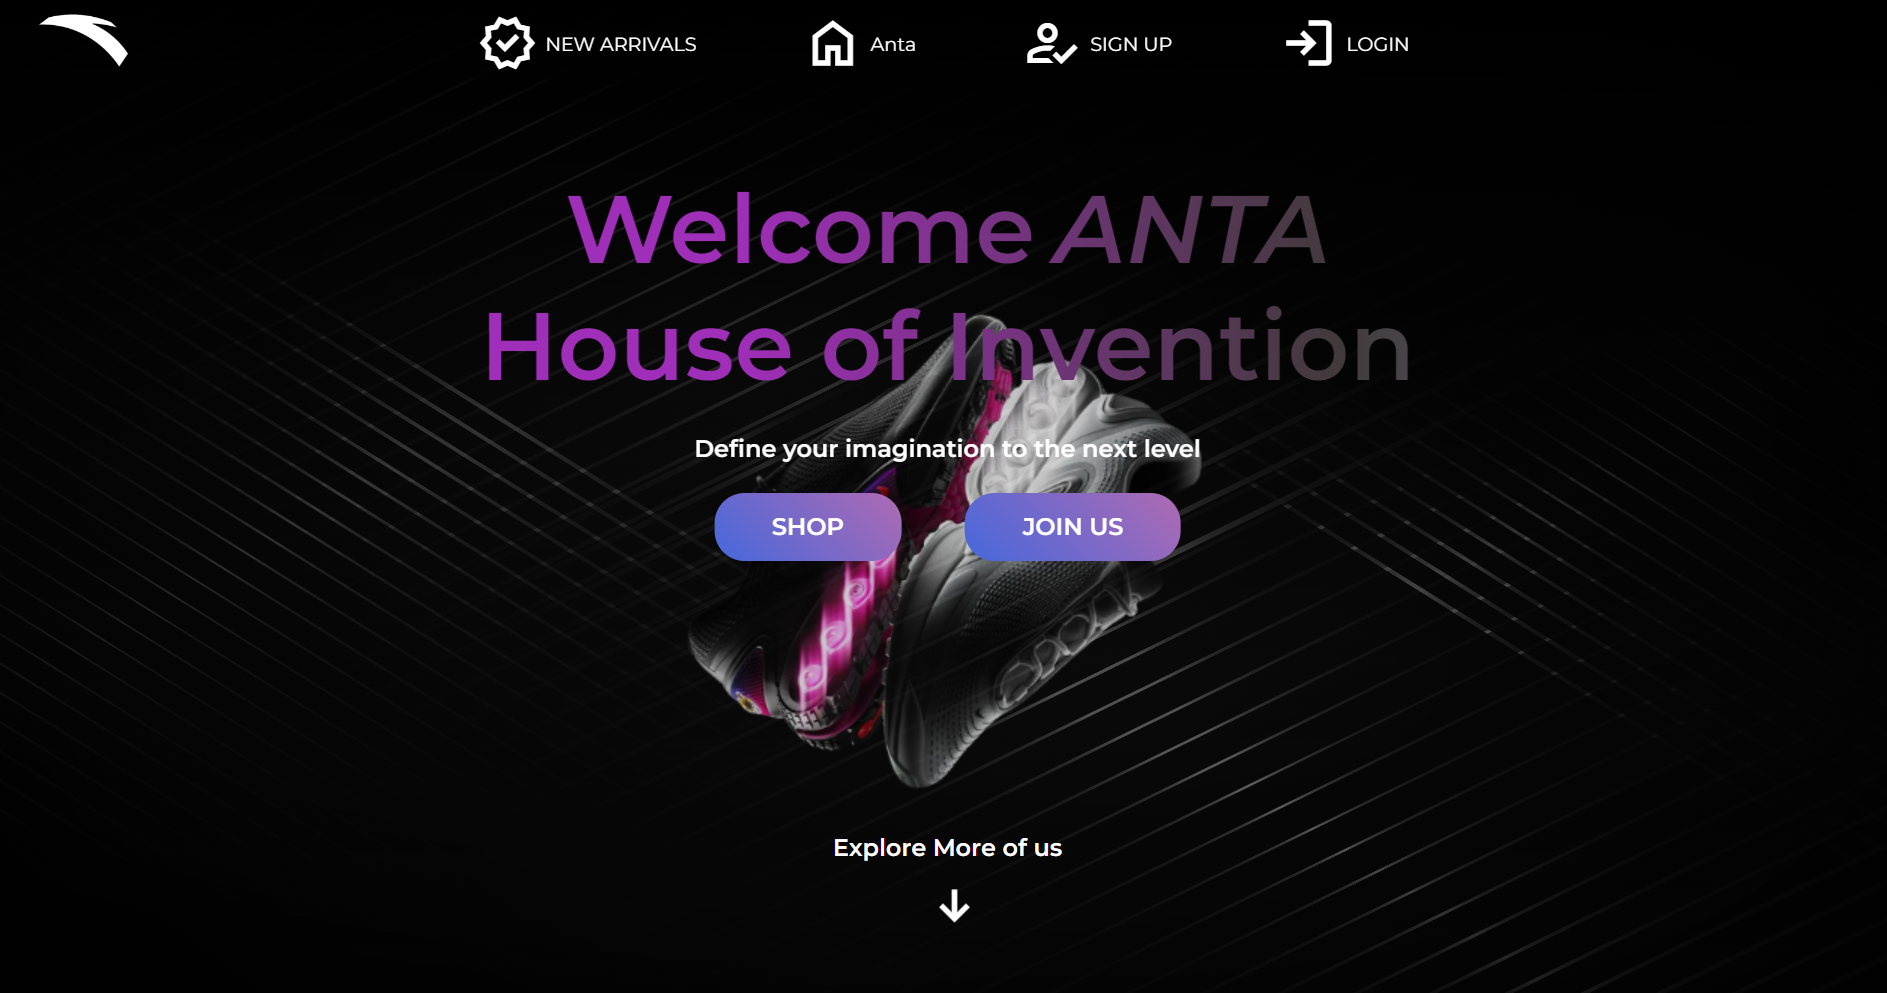 NEW ARRIVALS
Anta
SIGN UP
LOGIN
Welcome ANTA
House of Invention
Define your imagination to the next level
SHOP
JOIN US
Explore More of us